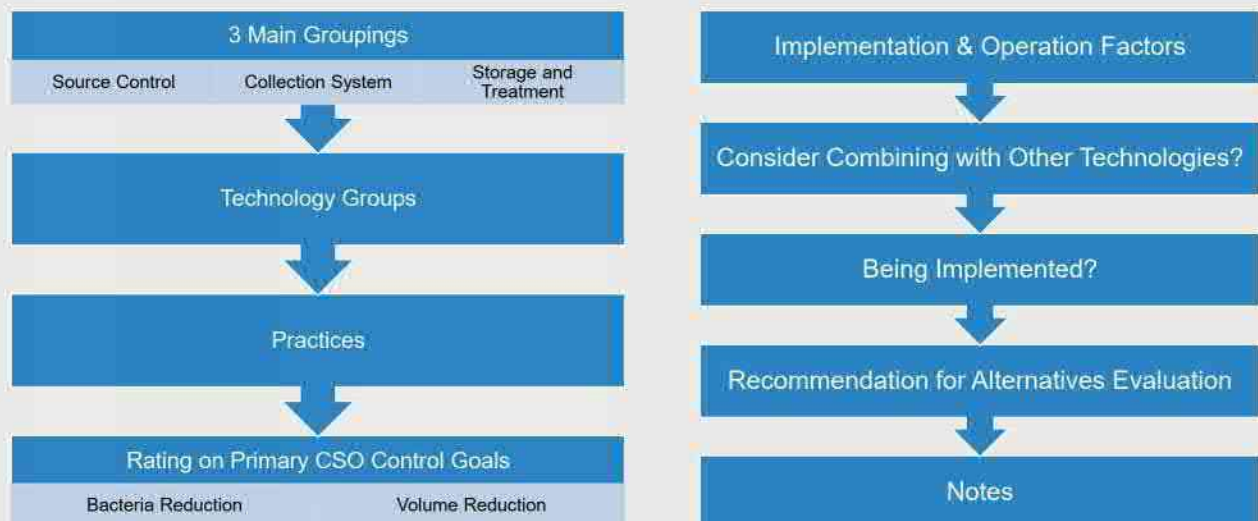 3 Main Groupings
Source Control
Collection System
Storage and
Treatment
Technology Groups
Practices
Rating on Primary CSO Control Goals
Bacteria Reduction
Volume Reduction
Implementation & Operation Factors
Consider Combining with Other Technologies?
Being Implemented?
Recommendation for Alternatives Evaluation
Notes